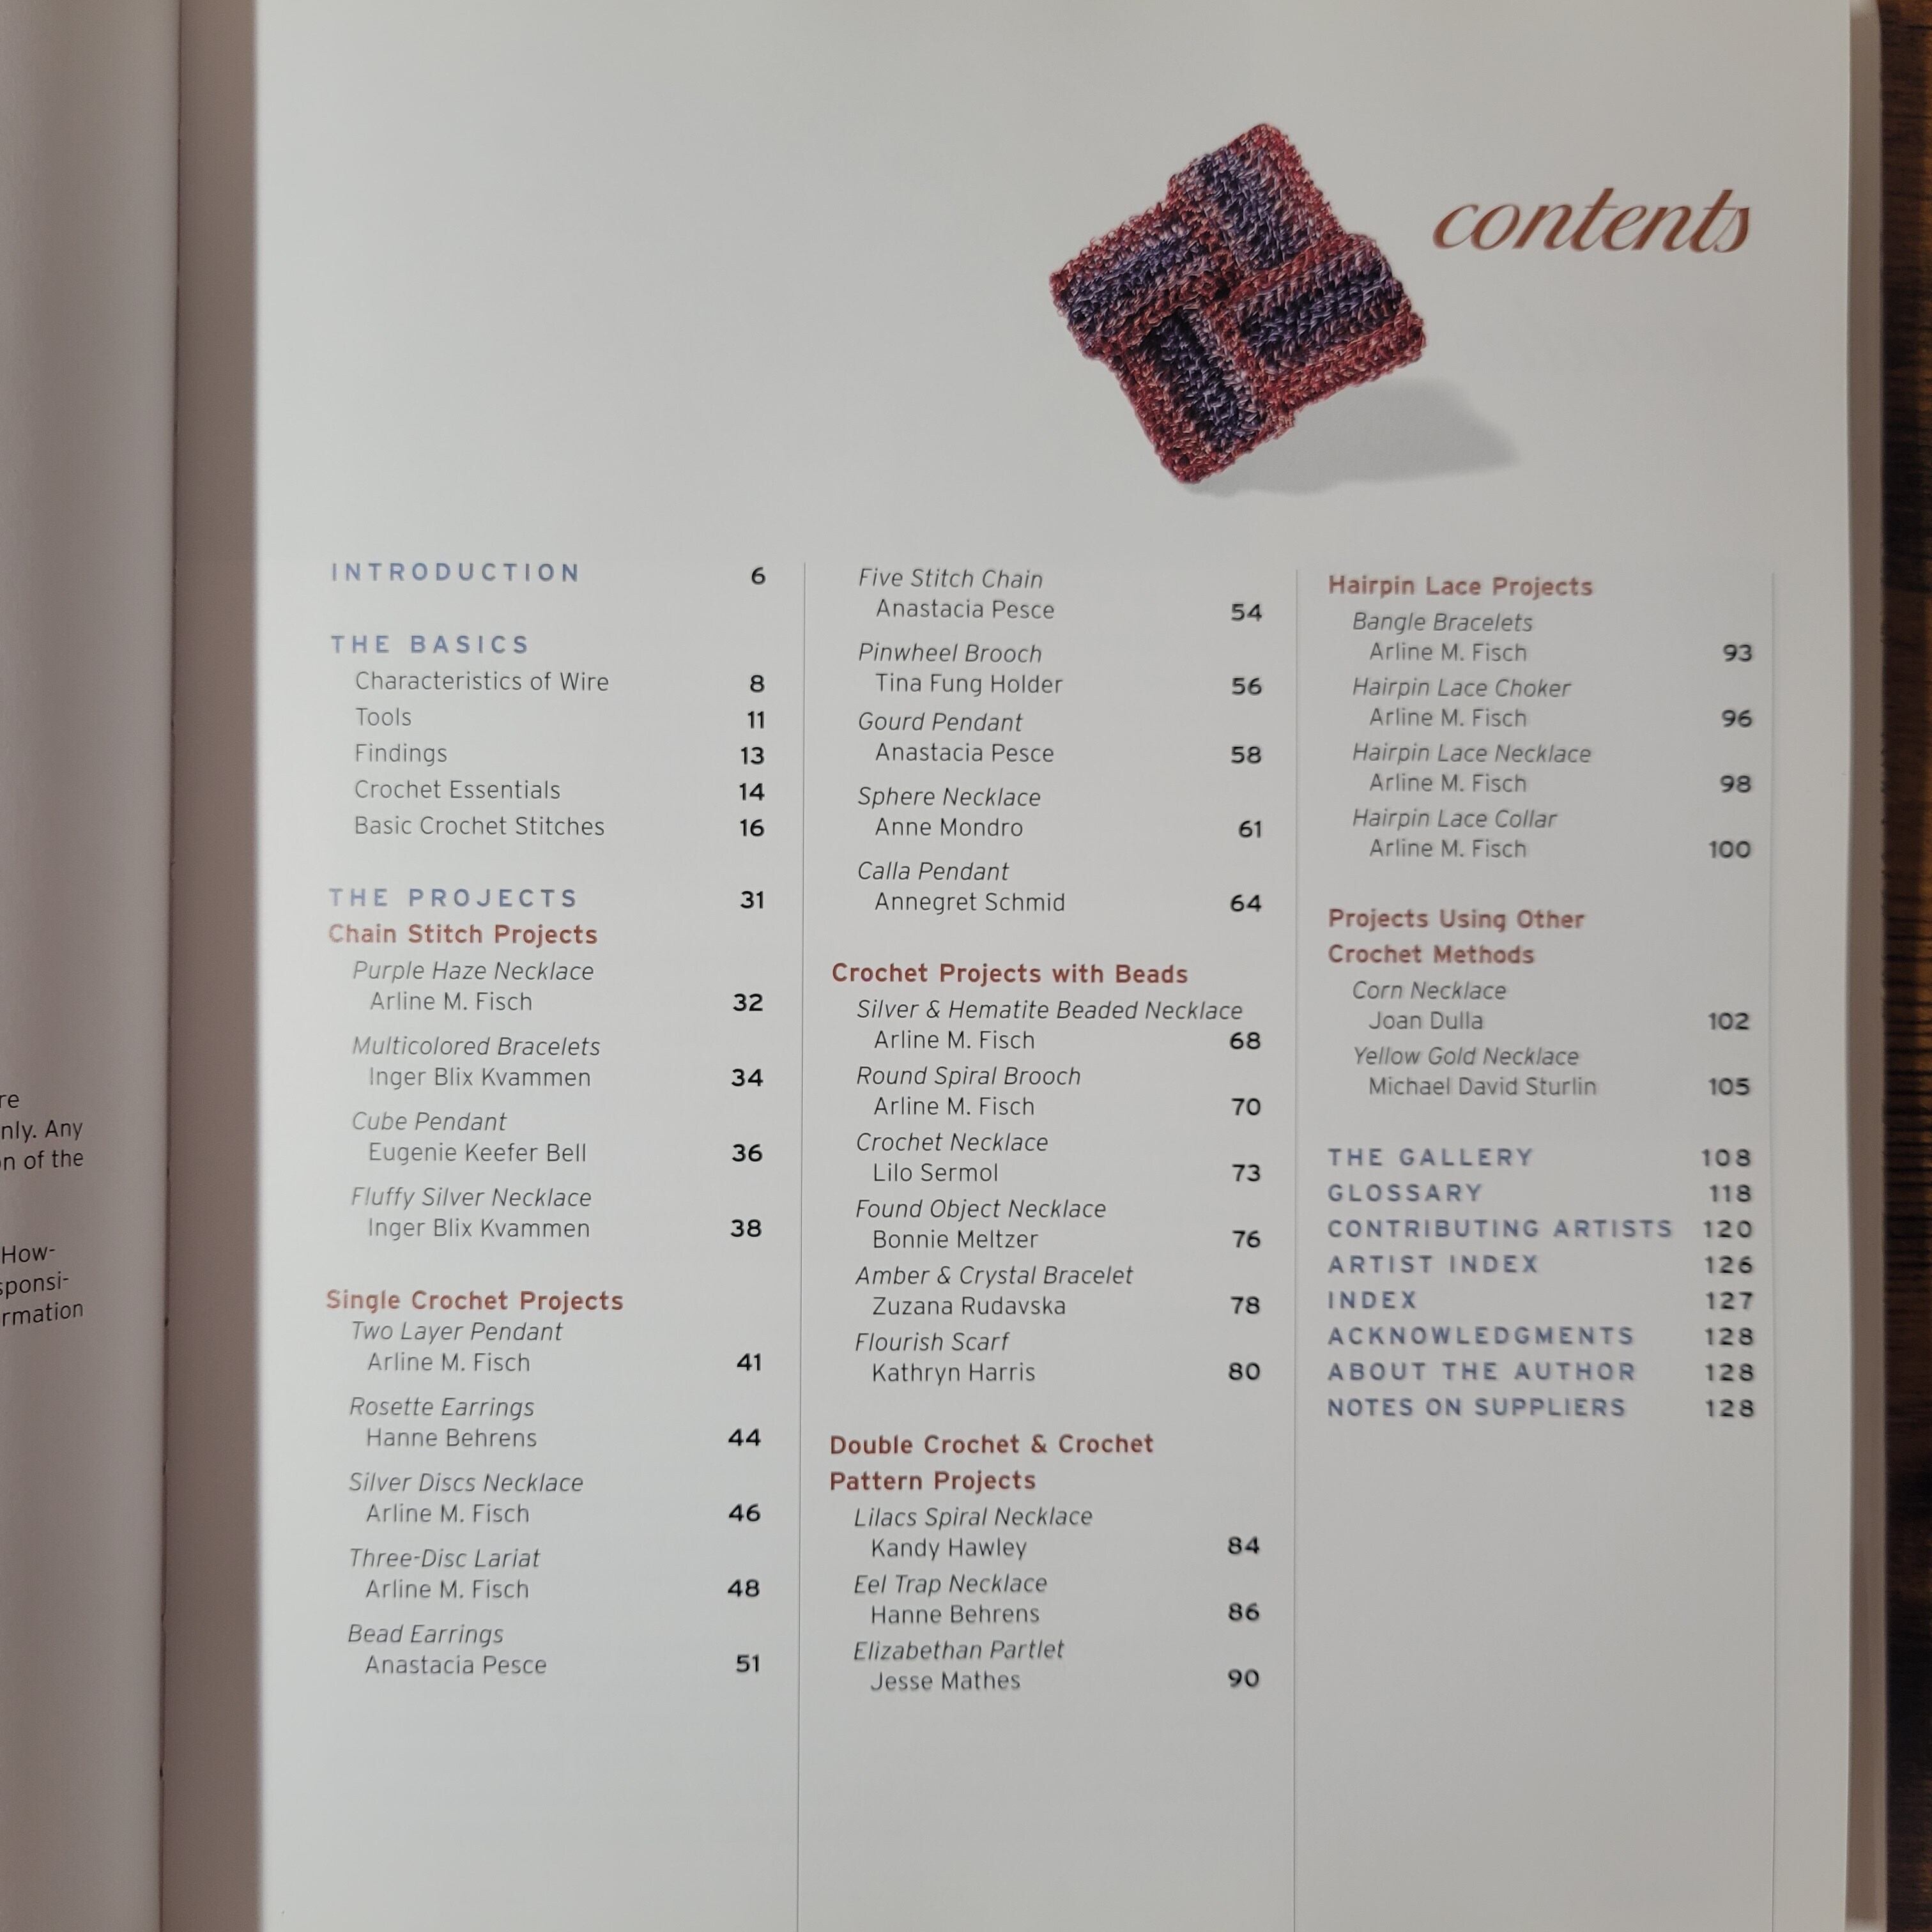 re
nly. Any
n of the
How-
sponsi-
rmation
contents
INTRODUCTION 6
THE BASICS
Characteristics of Wire 8
Tools 11
Findings 13
Crochet Essentials 14
Basic Crochet Stitches 16
THE PROJECTS 31
Chain Stitch Projects
Purple Haze Necklace
Arline M. Fisch 32
Multicolored Bracelets
Inger Blix Kvammen 34
Cube Pendant
Eugenie Keefer Bell 36
Fluffy Silver Necklace
Inger Blix Kvammen 38
Single Crochet Projects
Two Layer Pendant
Arline M. Fisch 41
Rosette Earrings
Hanne Behrens 44
Silver Discs Necklace
Arline M. Fisch 46
Three-Disc Lariat
Arline M. Fisch 48
Bead Earrings
Anastacia Pesce 51
Five Stitch Chain
Anastacia Pesce 54
Pinwheel Brooch
Tina Fung Holder 56
Gourd Pendant
Anastacia Pesce 58
Sphere Necklace
Anne Mondro 61
Calla Pendant
Annegret Schmid 64
Crochet Projects with Beads
Silver & Hematite Beaded Necklace
Arline M. Fisch 68
Round Spiral Brooch
Arline M. Fisch 70
Crochet Necklace
Lilo Sermol 73
Found Object Necklace
Bonnie Meltzer 76
Amber & Crystal Bracelet
Zuzana Rudavska 78
Flourish Scarf
Kathryn Harris 80
Double Crochet & Crochet
Pattern Projects
Lilacs Spiral Necklace
Kandy Hawley 84
Eel Trap Necklace
Hanne Behrens 86
Elizabethan Partlet
Jesse Mathes 90
Hairpin Lace Projects
Bangle Bracelets
Arline M. Fisch 93
Hairpin Lace Choker
Arline M. Fisch 96
Hairpin Lace Necklace
Arline M. Fisch 98
Hairpin Lace Collar
Arline M. Fisch 100
Projects Using Other
Crochet Methods
Corn Necklace
Joan Dulla 102
Yellow Gold Necklace
Michael David Sturlin 105
THE GALLERY 108
GLOSSARY 118
CONTRIBUTING ARTISTS 120
ARTIST INDEX 126
INDEX 127
ACKNOWLEDGMENTS 128
ABOUT THE AUTHOR 128
NOTES ON SUPPLIERS 128